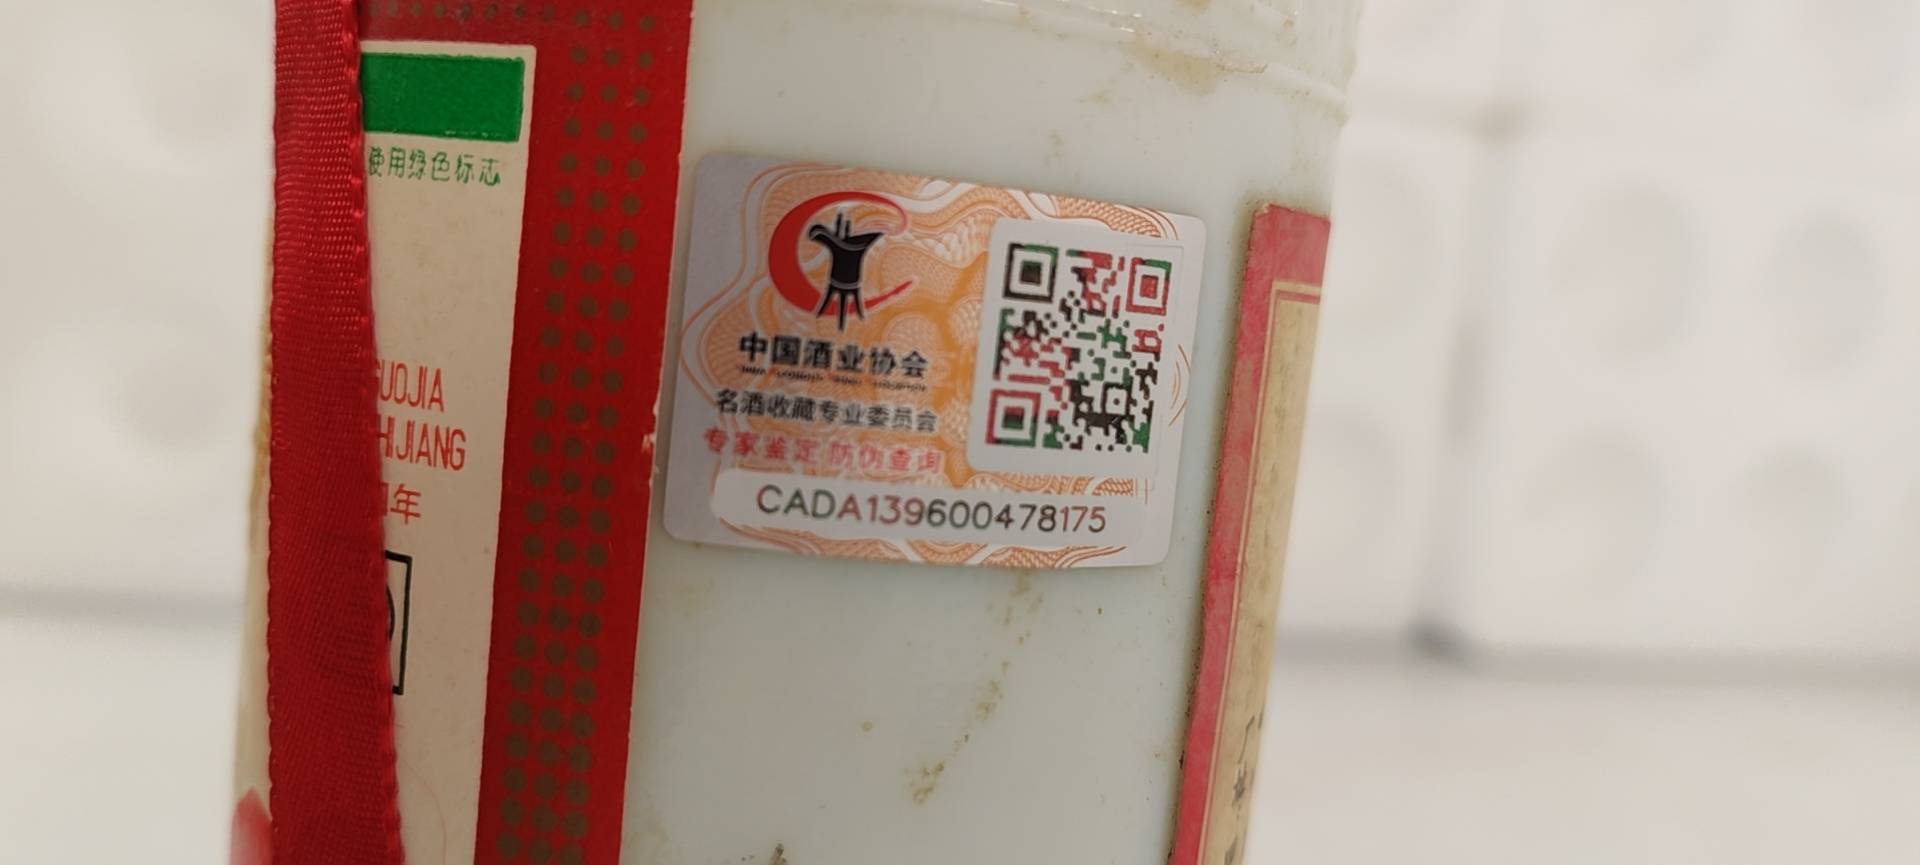 使用绿色标志
UOJIA
HIJIANG
年
中国酒业协会
名酒收藏专业委员会
专家鉴定 防伪查询
CADA139600478175